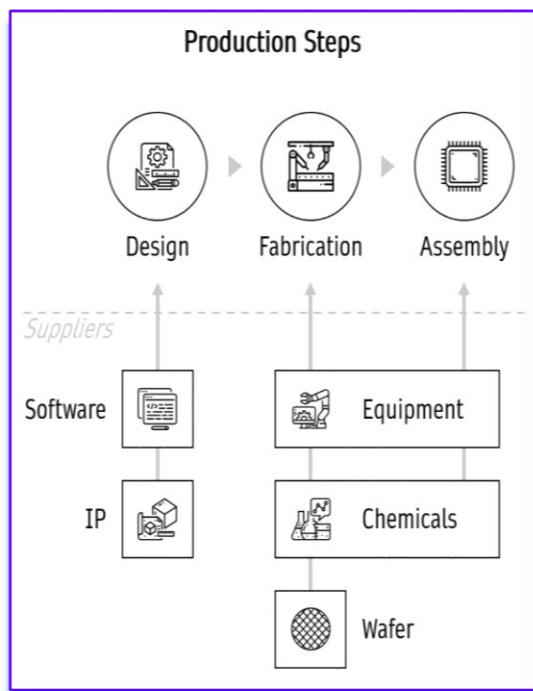 Production Steps
Design
Fabrication
Assembly
Suppliers
Software
Equipment
IP
Chemicals
Wafer